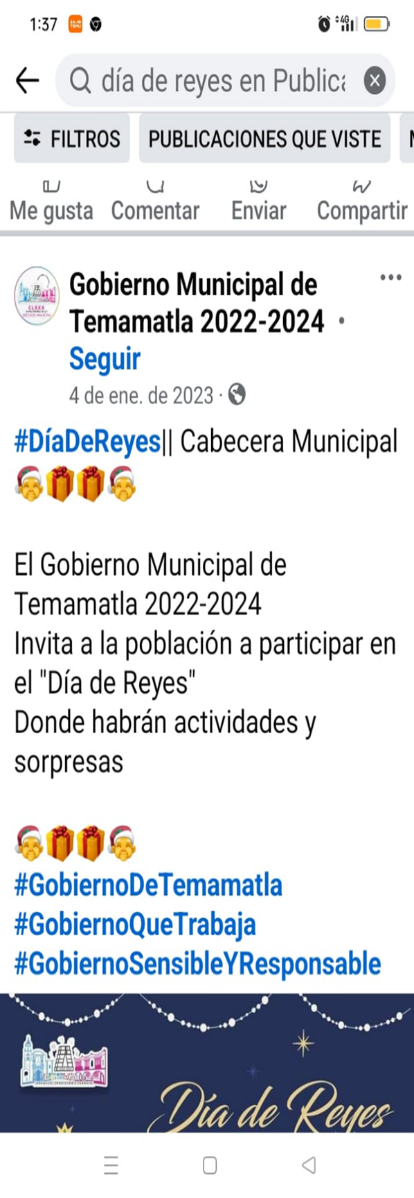 1:37
4G
día de reyes en Public
FILTROS
PUBLICACIONES QUE VISTE
Me gusta Comentar Enviar Compartir
Gobierno Municipal de
Temamatla 2022-2024 •
Seguir
4 de ene. de 2023 ·
#DíaDeReyes|| Cabecera Municipal
El Gobierno Municipal de
Temamatla 2022-2024
Invita a la población a participar en
el "Día de Reyes"
Donde habrán actividades y
sorpresas
#GobiernoDeTemamatla
#GobiernoQueTrabaja
#GobiernoSensibleYResponsable
Día de Reyes